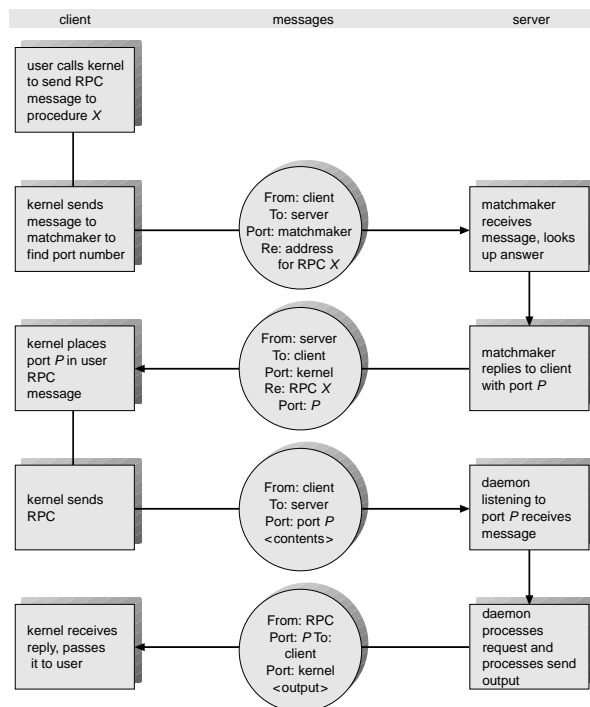 client
messages
server
user calls kernel
to send RPC
message to
procedure X
kernel sends
message to
matchmaker to
find port number
From: client
To: server
Port: matchmaker
Re: address
for RPC X
matchmaker
receives
message, looks
up answer
kernel places
port P in user
RPC
message
From: server
To: client
Port: kernel
Re: RPC X
Port: P
matchmaker
replies to client
with port P
kernel sends
RPC
From: client
To: server
Port: port P
<contents>
daemon
listening to
port P receives
message
kernel receives
reply, passes
it to user
From: RPC
Port: P To:
client
Port: kernel
<output>
daemon
processes
request and
processes send
output